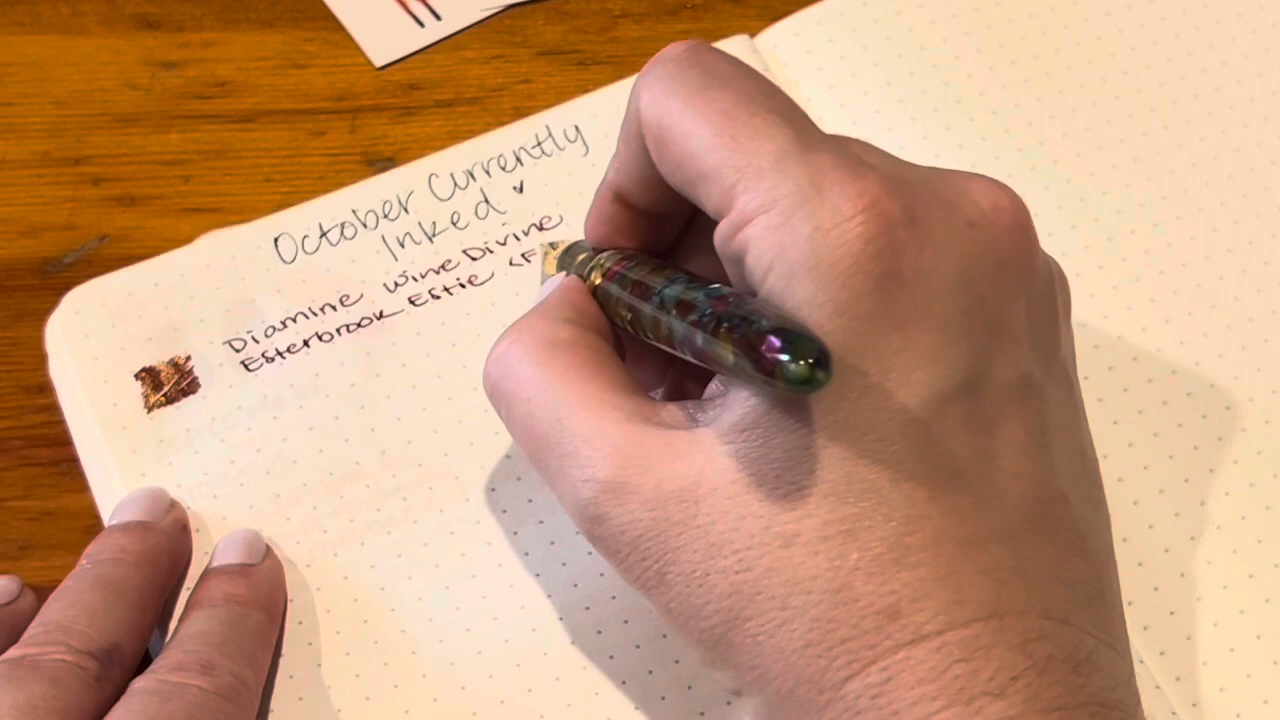 October Currently
Inked ♥
Diamine Wine Divine
Esterbrook Estie <F